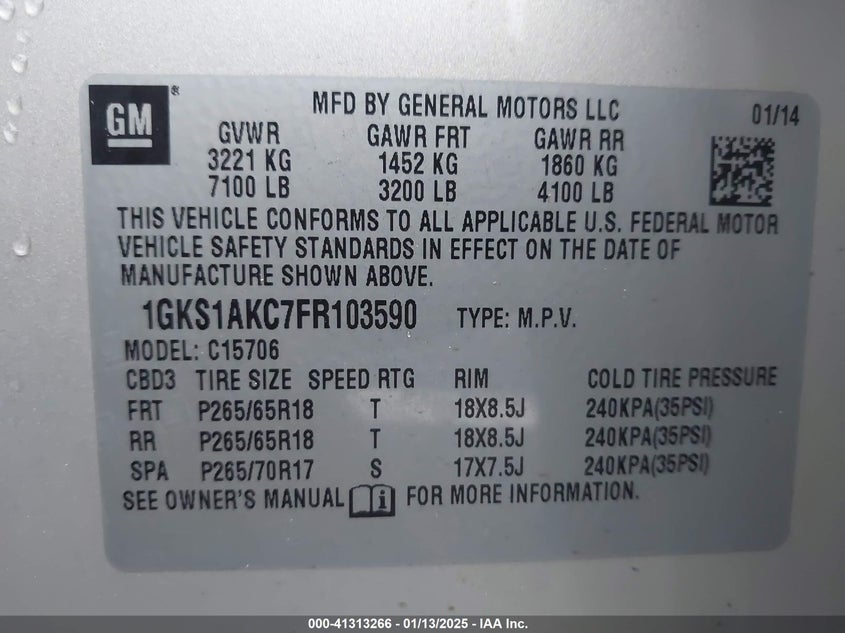 GM®
MFD BY GENERAL MOTORS LLC 01/14
GVWR GAWR FRT GAWR RR
3221 KG 1452 KG 1860 KG
7100 LB 3200 LB 4100 LB
THIS VEHICLE CONFORMS TO ALL APPLICABLE U.S. FEDERAL MOTOR
VEHICLE SAFETY STANDARDS IN EFFECT ON THE DATE OF
MANUFACTURE SHOWN ABOVE.
1GKS1AKC7FR103590 TYPE: M.P.V.
MODEL: C15706
CBD3 TIRE SIZE SPEED RTG RIM COLD TIRE PRESSURE
FRT P265/65R18 T 18X8.5J 240KPA(35PSI)
RR P265/65R18 T 18X8.5J 240KPA(35PSI)
SPA P265/70R17 S 17X7.5J 240KPA(35PSI)
SEE OWNER'S MANUAL i FOR MORE INFORMATION.
000-41313266 - 01/13/2025 - IAA Inc.